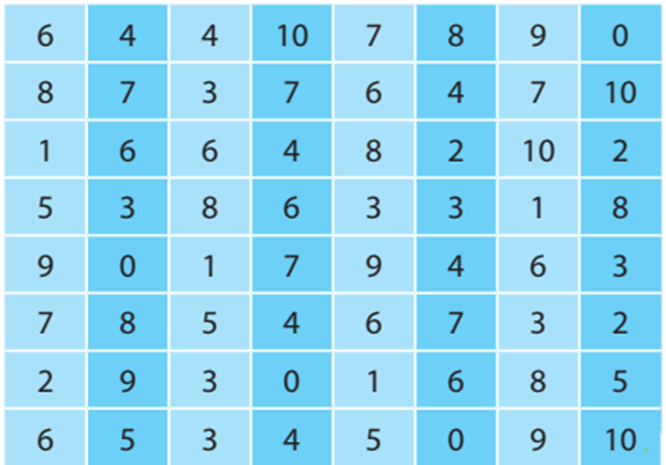 6 4 4 10 7 8 9 0
8 7 3 7 6 4 7 10
1 6 6 4 8 2 10 2
5 3 8 6 3 3 1 8
9 0 1 7 9 4 6 3
7 8 5 4 6 7 3 2
2 9 3 0 1 6 8 5
6 5 3 4 5 0 9 10